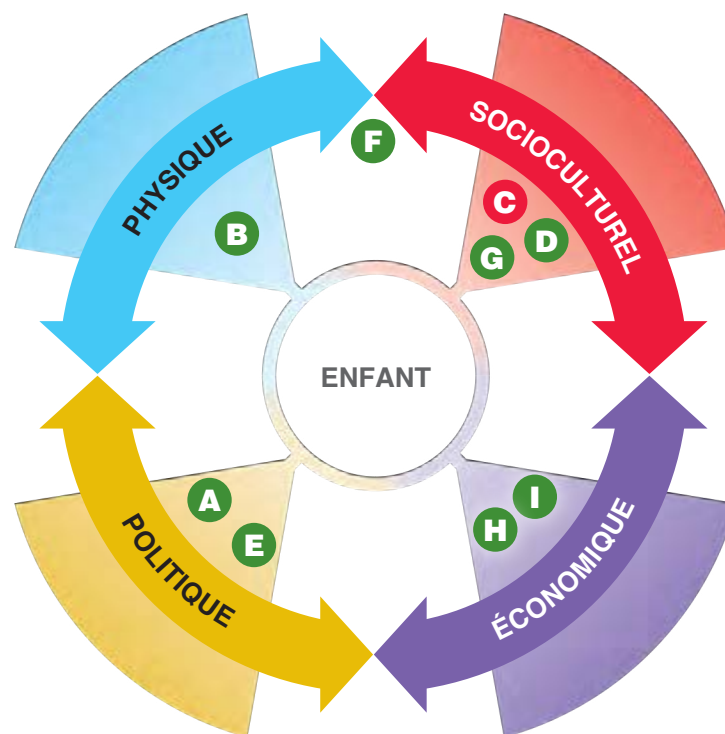 PHYSIQUE
F
SOCIOCULTUREL
B
C
D
G
ENFANT
A
E
POLITIQUE
I
H
ÉCONOMIQUE